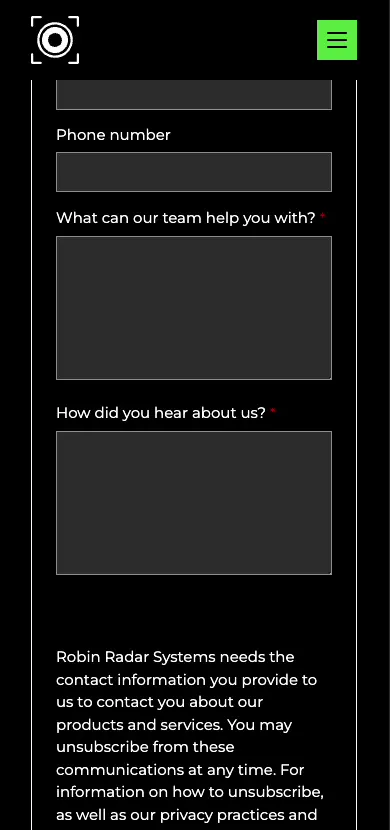 Phone number
What can our team help you with? *
How did you hear about us? *
Robin Radar Systems needs the
contact information you provide to
us to contact you about our
products and services. You may
unsubscribe from these
communications at any time. For
information on how to unsubscribe,
as well as our privacy practices and